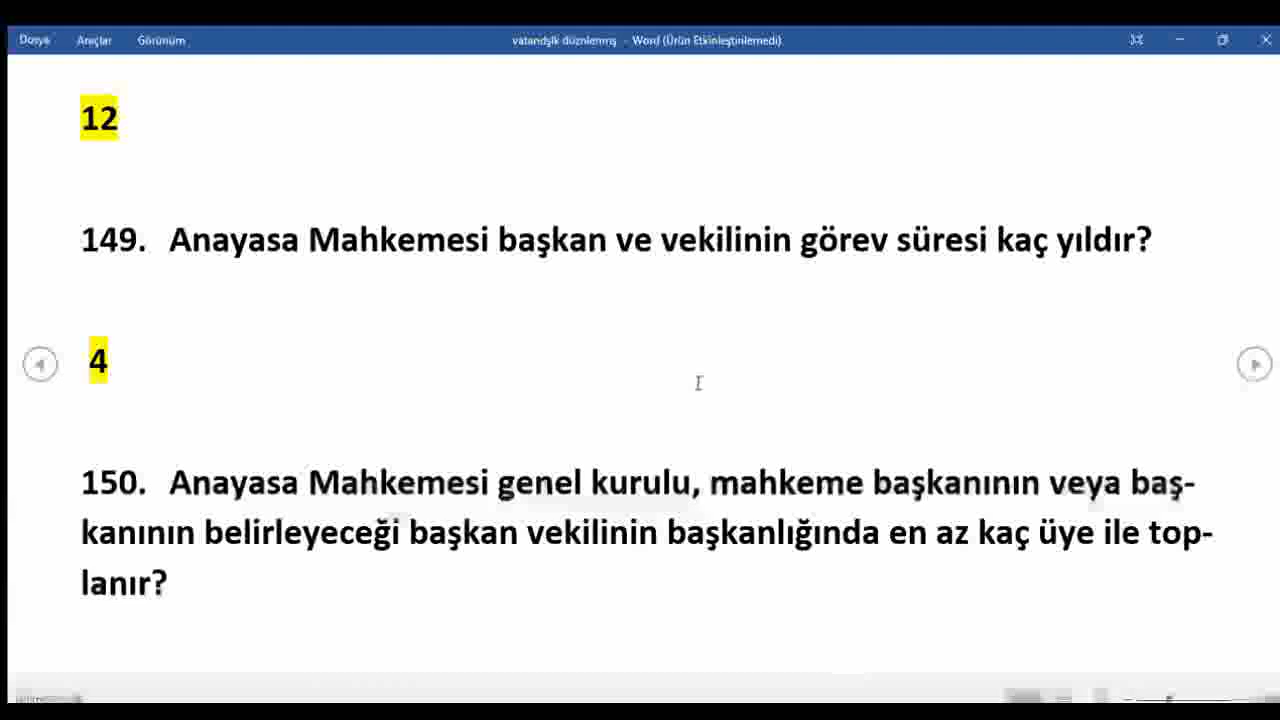 Dosya Araçlar Görünüm vatandşlk düznlenmş - Word (Ürün Etkinleştirilemedi)
12
149. Anayasa Mahkemesi başkan ve vekilinin görev süresi kaç yıldır?
4
150. Anayasa Mahkemesi genel kurulu, mahkeme başkanının veya baş-
kanının belirleyeceği başkan vekilinin başkanlığında en az kaç üye ile top-
lanır?